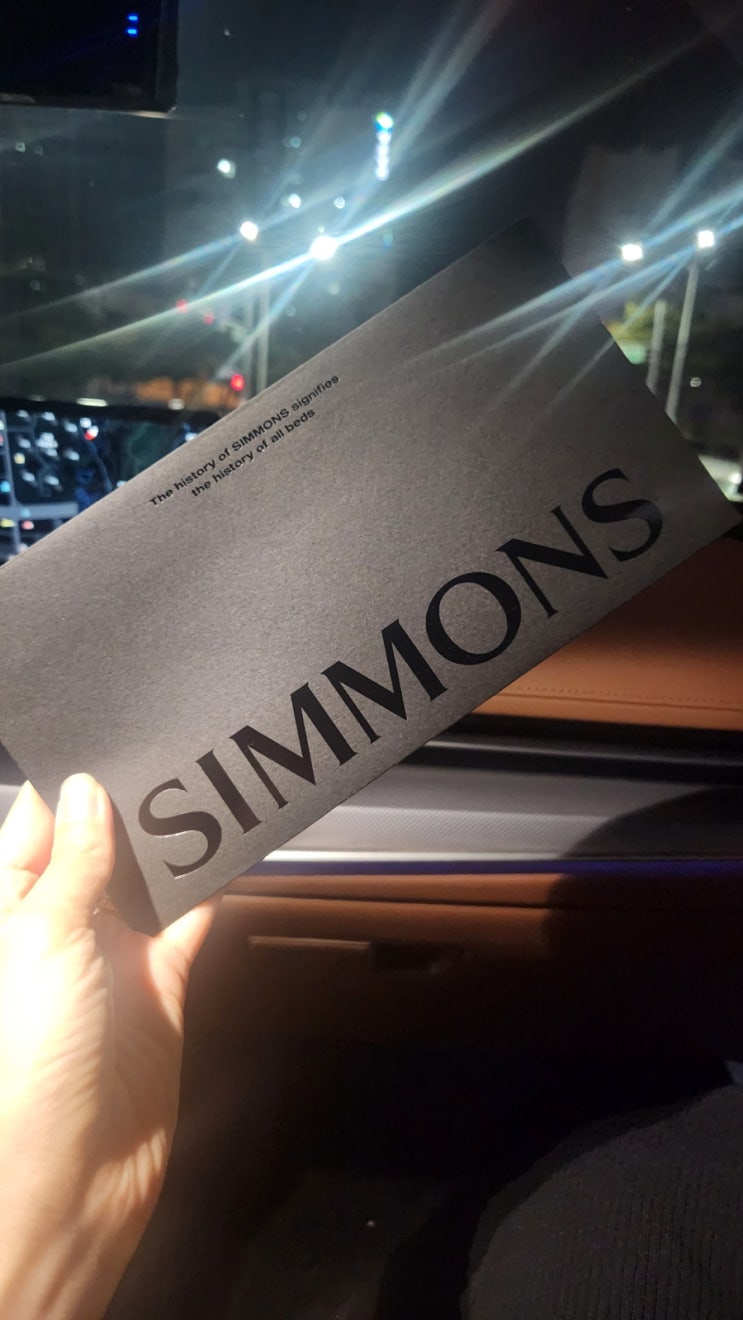 The history of SIMMONS signifies
the history of all beds
SIMMONS